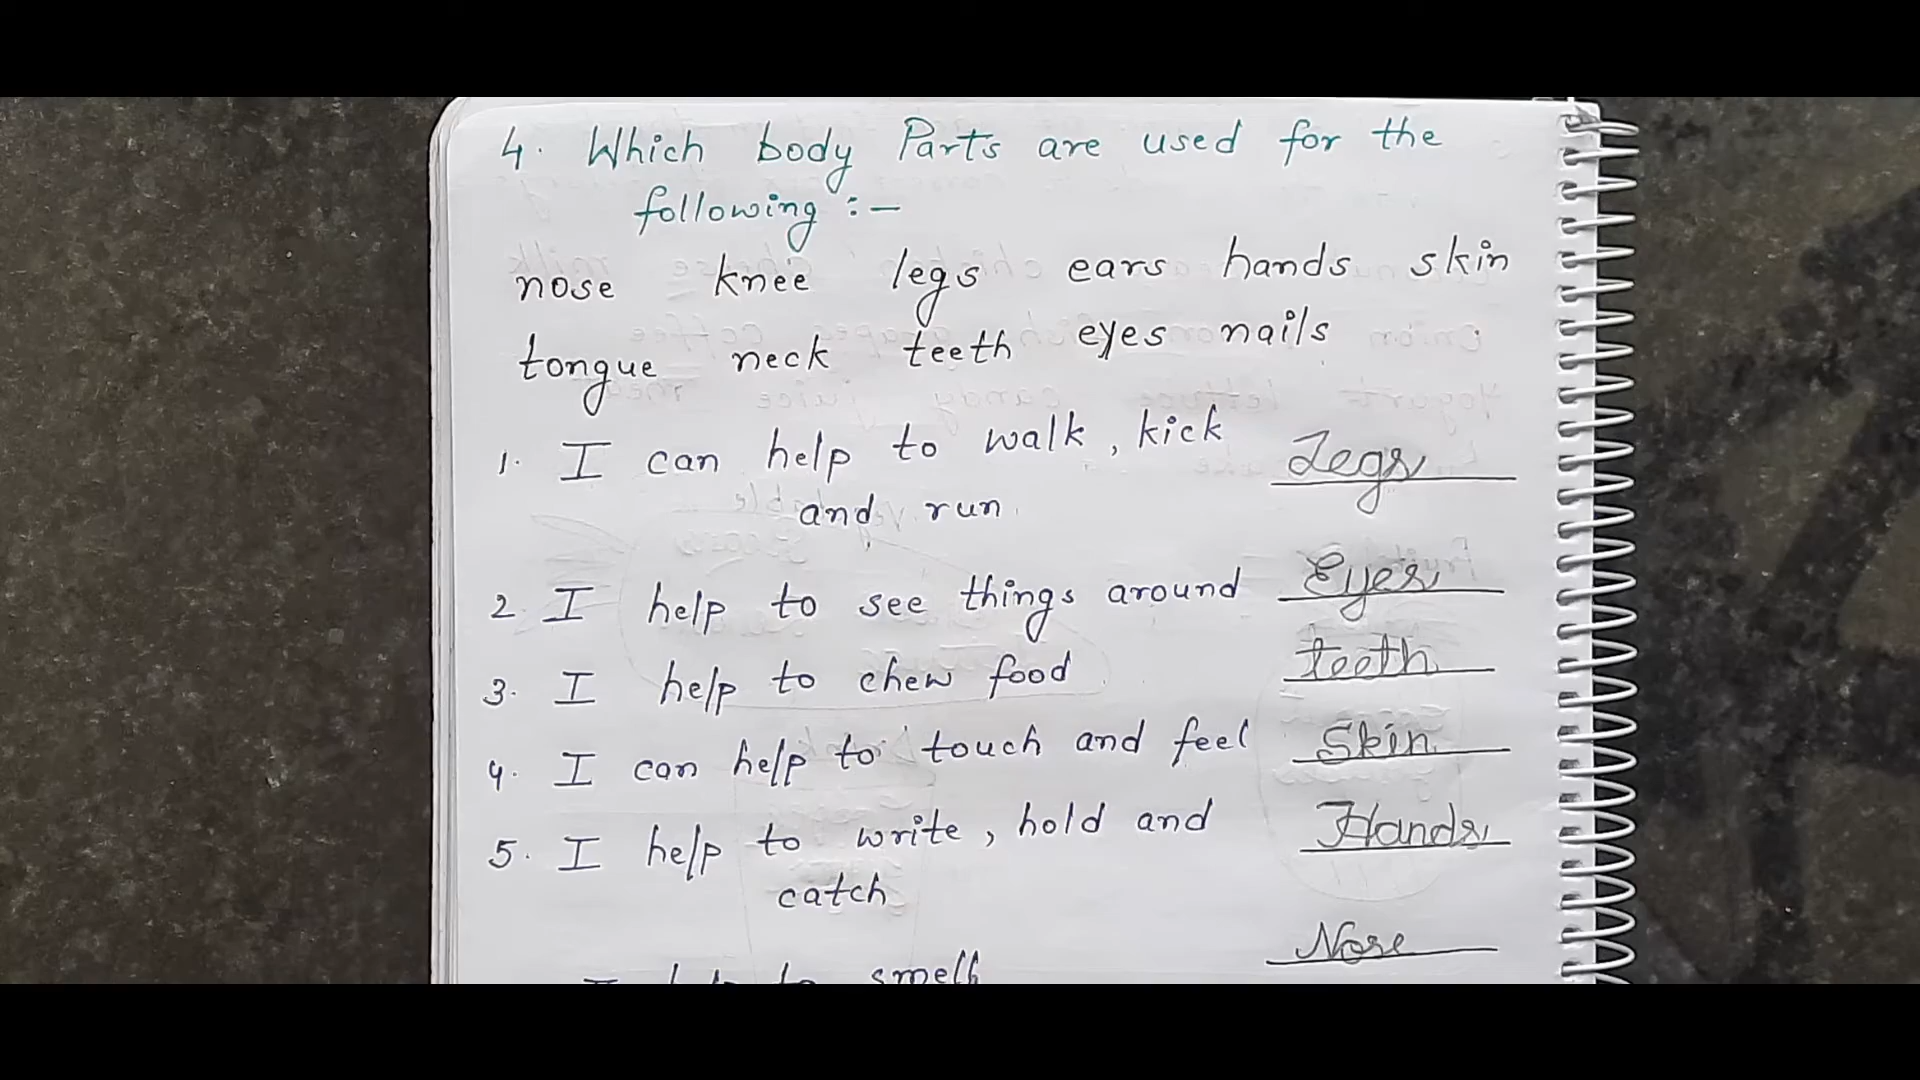 4. Which body Parts are used for the
following :-
nose knee legs ears hands skin
tongue neck teeth eyes nails
1. I can help to walk, kick Legs
and run.
2. I help to see things around Eyes
3. I help to chew food teeth
4. I can help to touch and feel Skin
5. I help to write, hold and Hands
catch
Nose
I help to smell